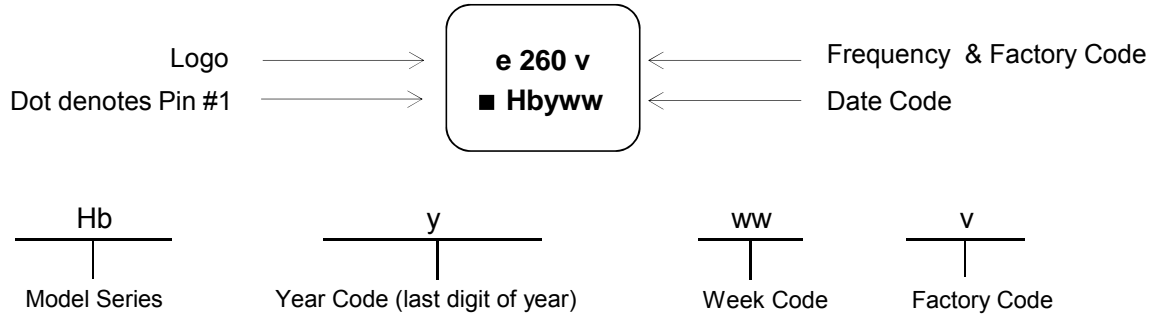 Logo
e 260 v
Frequency & Factory Code
Dot denotes Pin #1
■ Hbyww
Date Code
Hb
y
ww
v
Model Series
Year Code (last digit of year)
Week Code
Factory Code